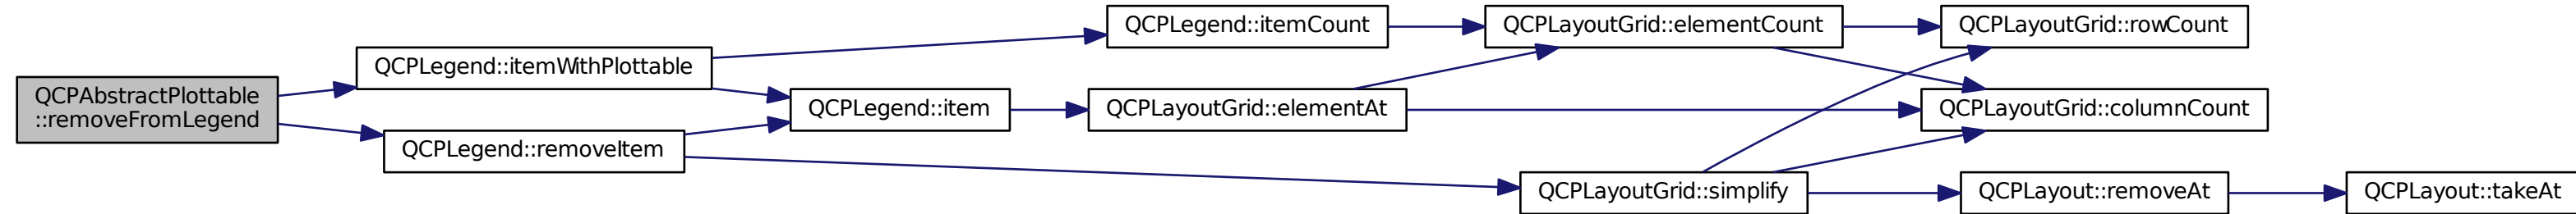 QCPAbstractPlottable
::removeFromLegend
QCPLegend::itemWithPlottable
QCPLegend::removeItem
QCPLegend::item
QCPLegend::itemCount
QCPLayoutGrid::elementAt
QCPLayoutGrid::elementCount
QCPLayoutGrid::simplify
QCPLayoutGrid::rowCount
QCPLayoutGrid::columnCount
QCPLayout::removeAt
QCPLayout::takeAt